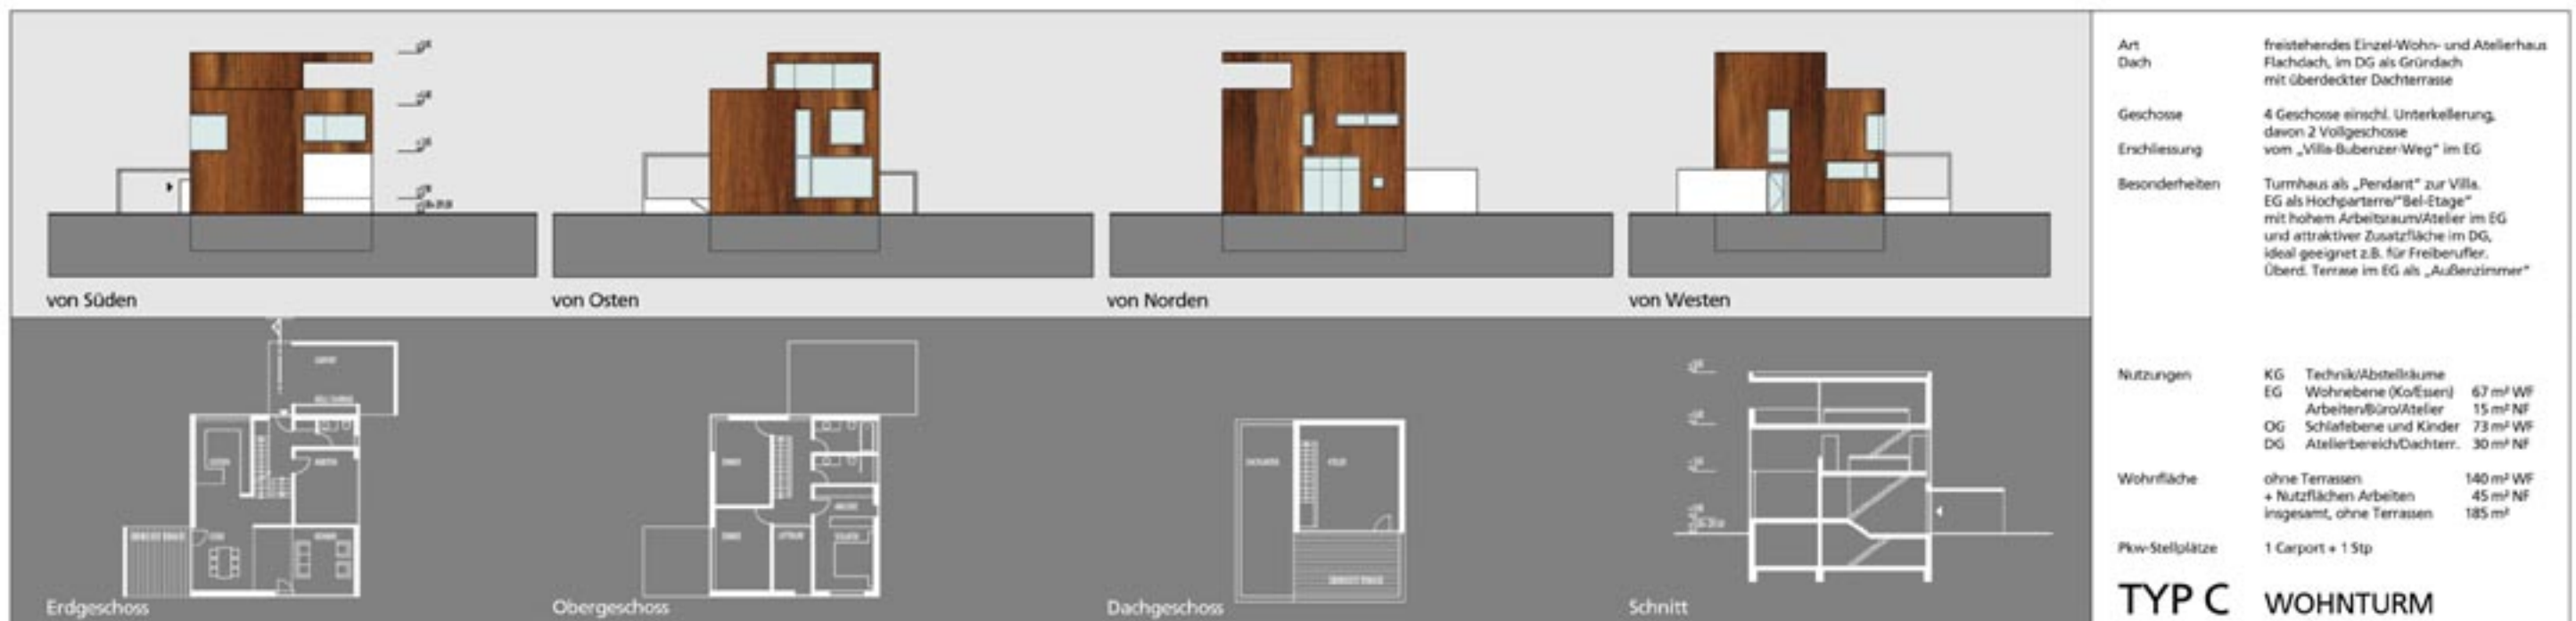 von Süden
von Osten
von Norden
von Westen
Erdgeschoss
Obergeschoss
Dachgeschoss
Schnitt
Art freistehendes Einzel-Wohn- und Atelierhaus
Dach Flachdach, im DG als Gründach
mit überdeckter Dachterrasse
Geschosse 4 Geschosse einschl. Unterkellerung,
davon 2 Vollgeschosse
Erschliessung vom „Villa-Bubenzer-Weg“ im EG
Besonderheiten Turmhaus als „Pendant“ zur Villa.
EG als Hochparterre/"Bel-Etage"
mit hohem Arbeitsraum/Atelier im EG
und attraktiver Zusatzfläche im DG,
ideal geeignet z.B. für Freiberufler.
Überd. Terrase im EG als „Außenzimmer“
Nutzungen KG Technik/Abstellräume
EG Wohnebene (Ko/Essen) 67 m² WF
Arbeiten/Büro/Atelier 15 m² NF
OG Schlafebene und Kinder 73 m² WF
DG Atelierbereich/Dachterr. 30 m² NF
Wohnfläche ohne Terrassen 140 m² WF
+ Nutzflächen Arbeiten 45 m² NF
insgesamt, ohne Terrassen 185 m²
Pkw-Stellplätze 1 Carport + 1 Stp
TYP C WOHNTURM